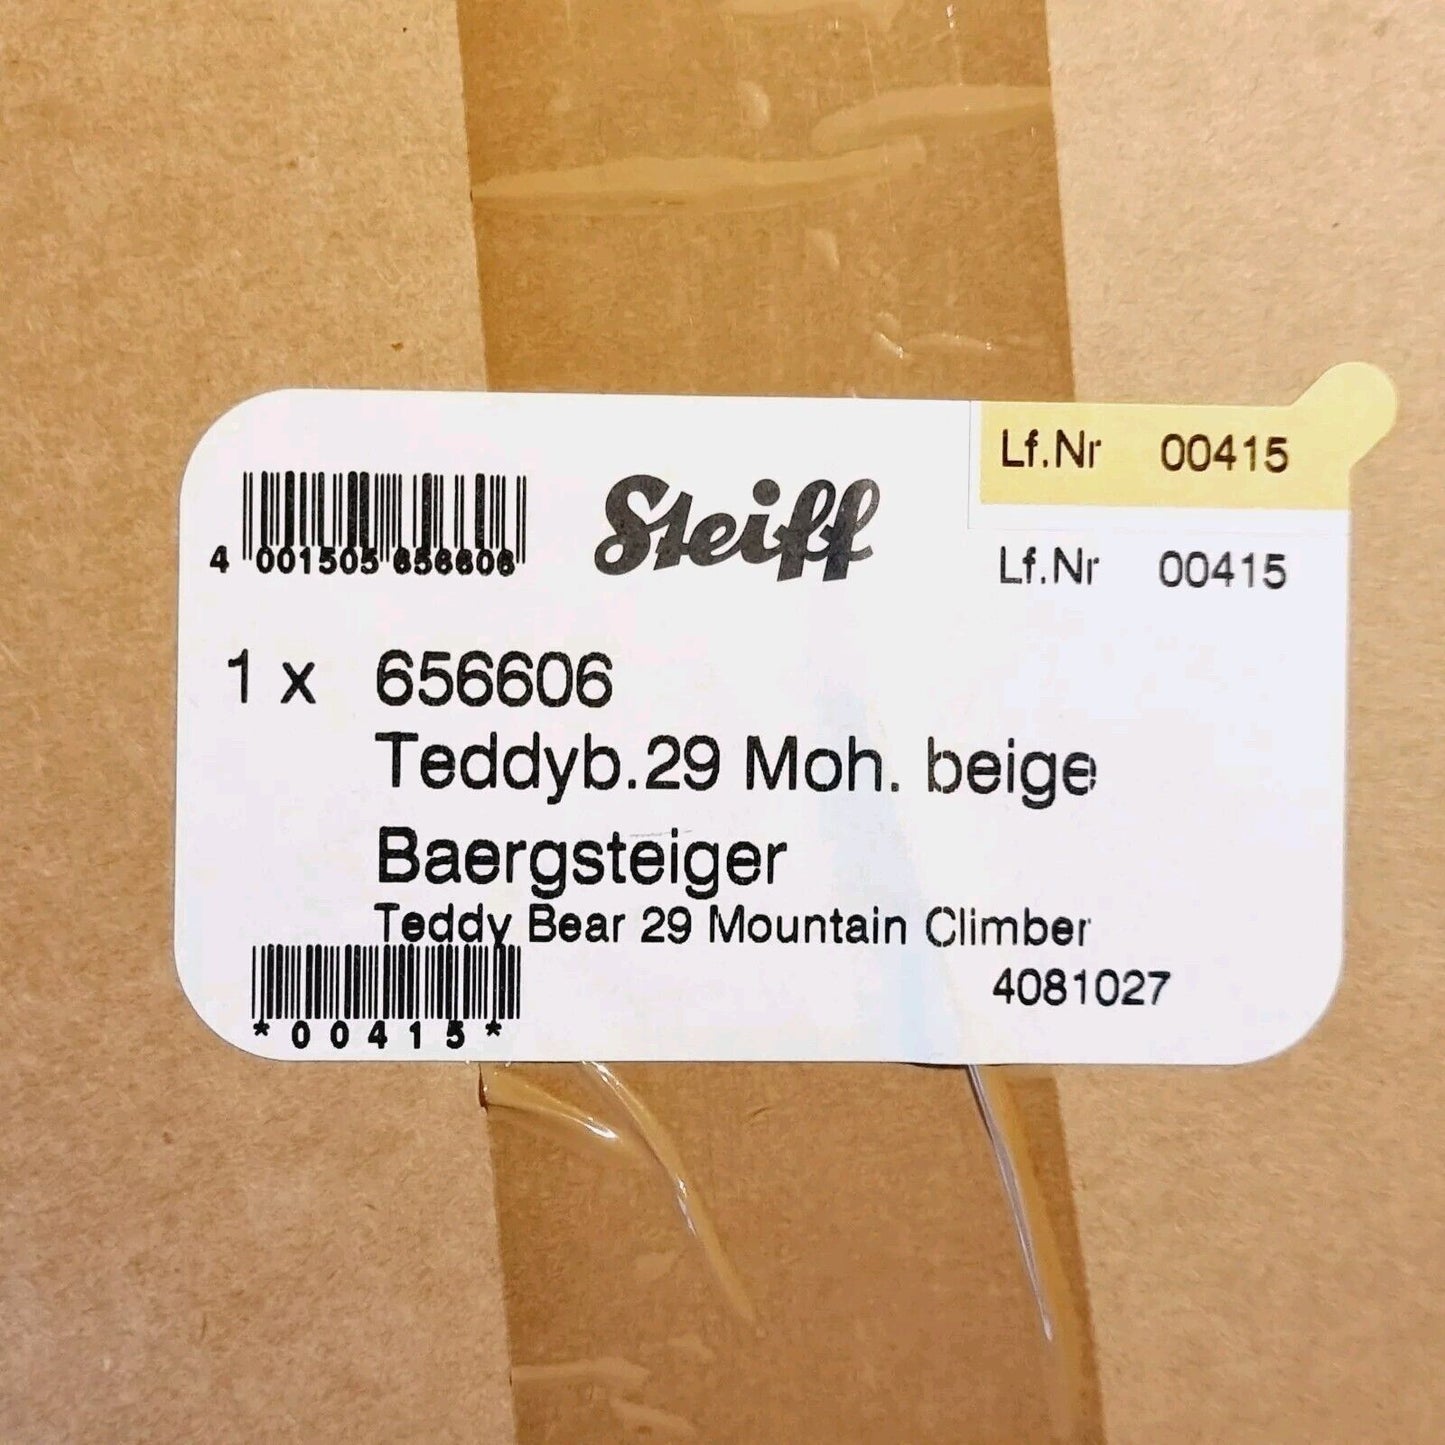 Lf.Nr 00415
Steiff
Lf.Nr 00415
4 001505 656606
1 x 656606
Teddyb.29 Moh. beige
Baergsteiger
Teddy Bear 29 Mountain Climber
4081027
*00415*